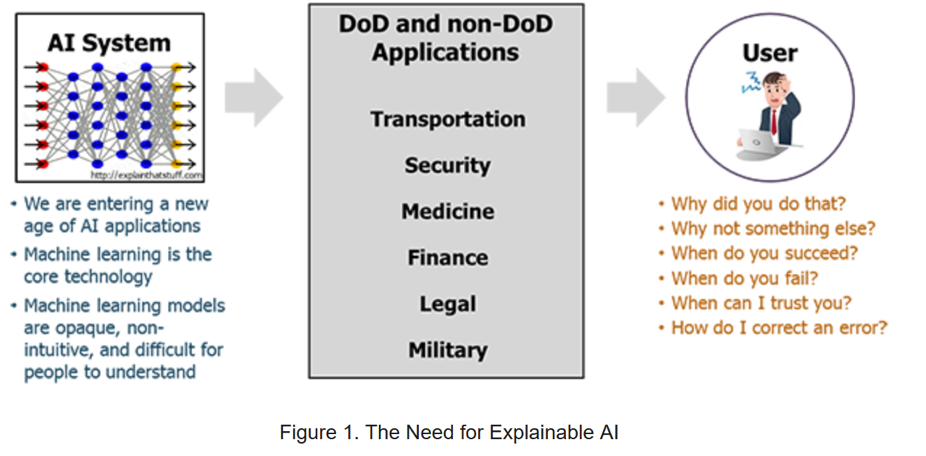 AI System
http://explainthatstuff.com
• We are entering a new
age of AI applications
• Machine learning is the
core technology
• Machine learning models
are opaque, non-
intuitive, and difficult for
people to understand
DoD and non-DoD
Applications
Transportation
Security
Medicine
Finance
Legal
Military
User
• Why did you do that?
• Why not something else?
• When do you succeed?
• When do you fail?
• When can I trust you?
• How do I correct an error?
Figure 1. The Need for Explainable AI